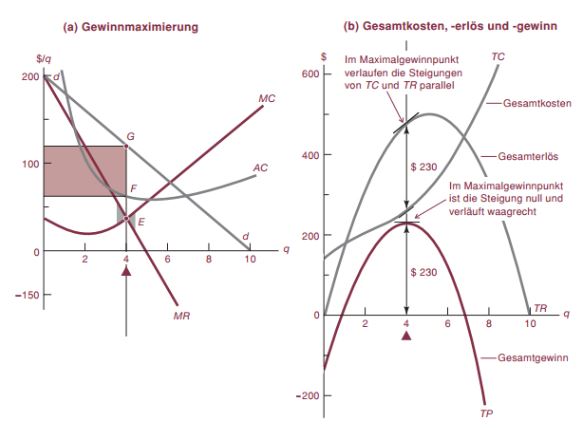 (a) Gewinnmaximierung
$/q
200
d
MC
G
100
AC
F
E
d
0
2
4
6
8
10
q
−150
MR
(b) Gesamtkosten, -erlös und -gewinn
$
TC
Im Maximalgewinnpunkt
verlaufen die Steigungen
von TC und TR parallel
600
Gesamtkosten
400
Gesamterlös
$ 230
Im Maximalgewinnpunkt
ist die Steigung null und
verläuft waagrecht
200
$ 230
TR
0
2
4
6
8
10
q
Gesamtgewinn
−200
TP